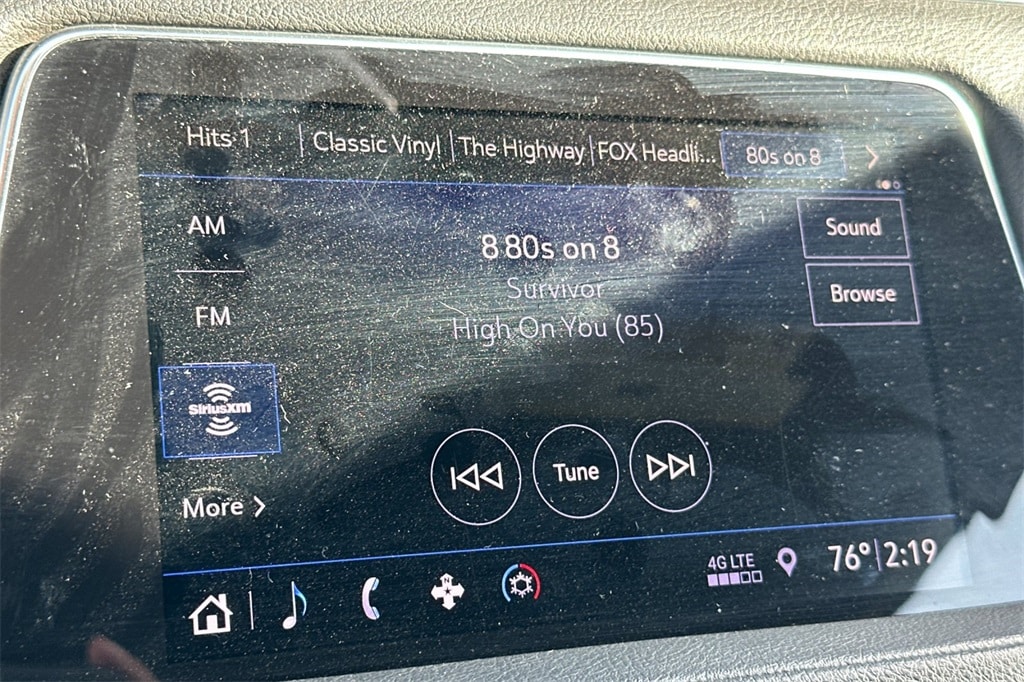 Hits 1 Classic Vinyl The Highway FOX Headli... 80s on 8
AM
Sound
8 80s on 8
Survivor
Browse
FM
High On You (85)
SiriusXM
Tune
More
4G LTE
76° 2:19
N